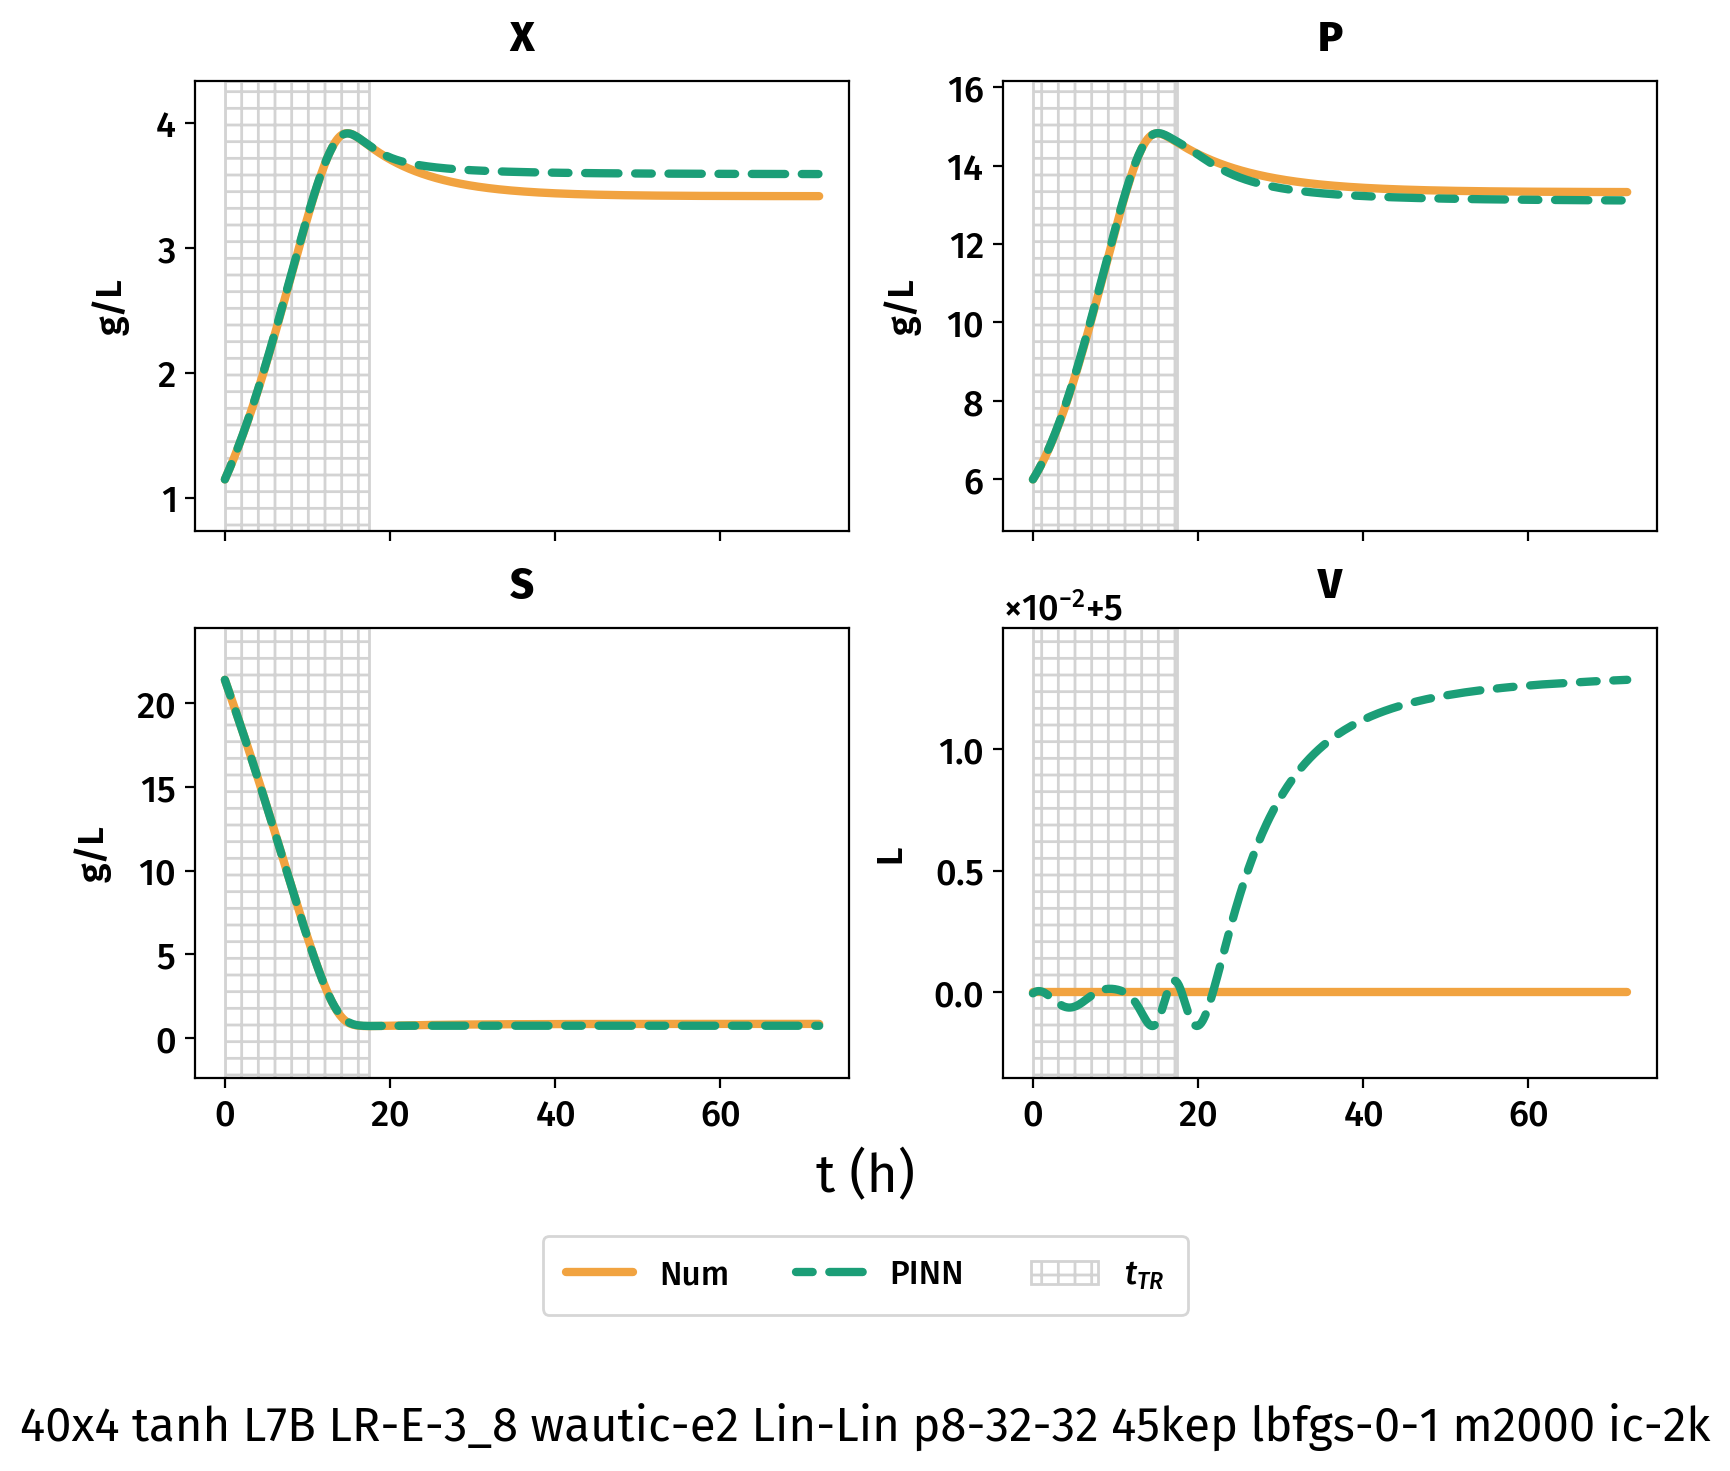 X
P
4
3
2
1
g/L
16
14
12
10
8
6
g/L
S
V
×10⁻²+5
20
15
10
5
0
g/L
1.0
0.5
0.0
L
0 20 40 60
0 20 40 60
t (h)
Num PINN t_TR
40x4 tanh L7B LR-E-3_8 wautic-e2 Lin-Lin p8-32-32 45kep lbfgs-0-1 m2000 ic-2k